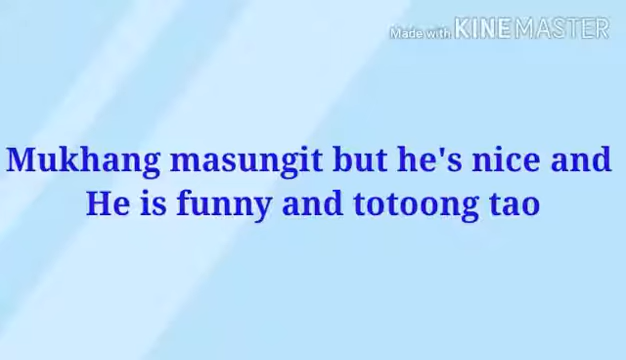 Made with KINEMASTER
Mukhang masungit but he's nice and
He is funny and totoong tao